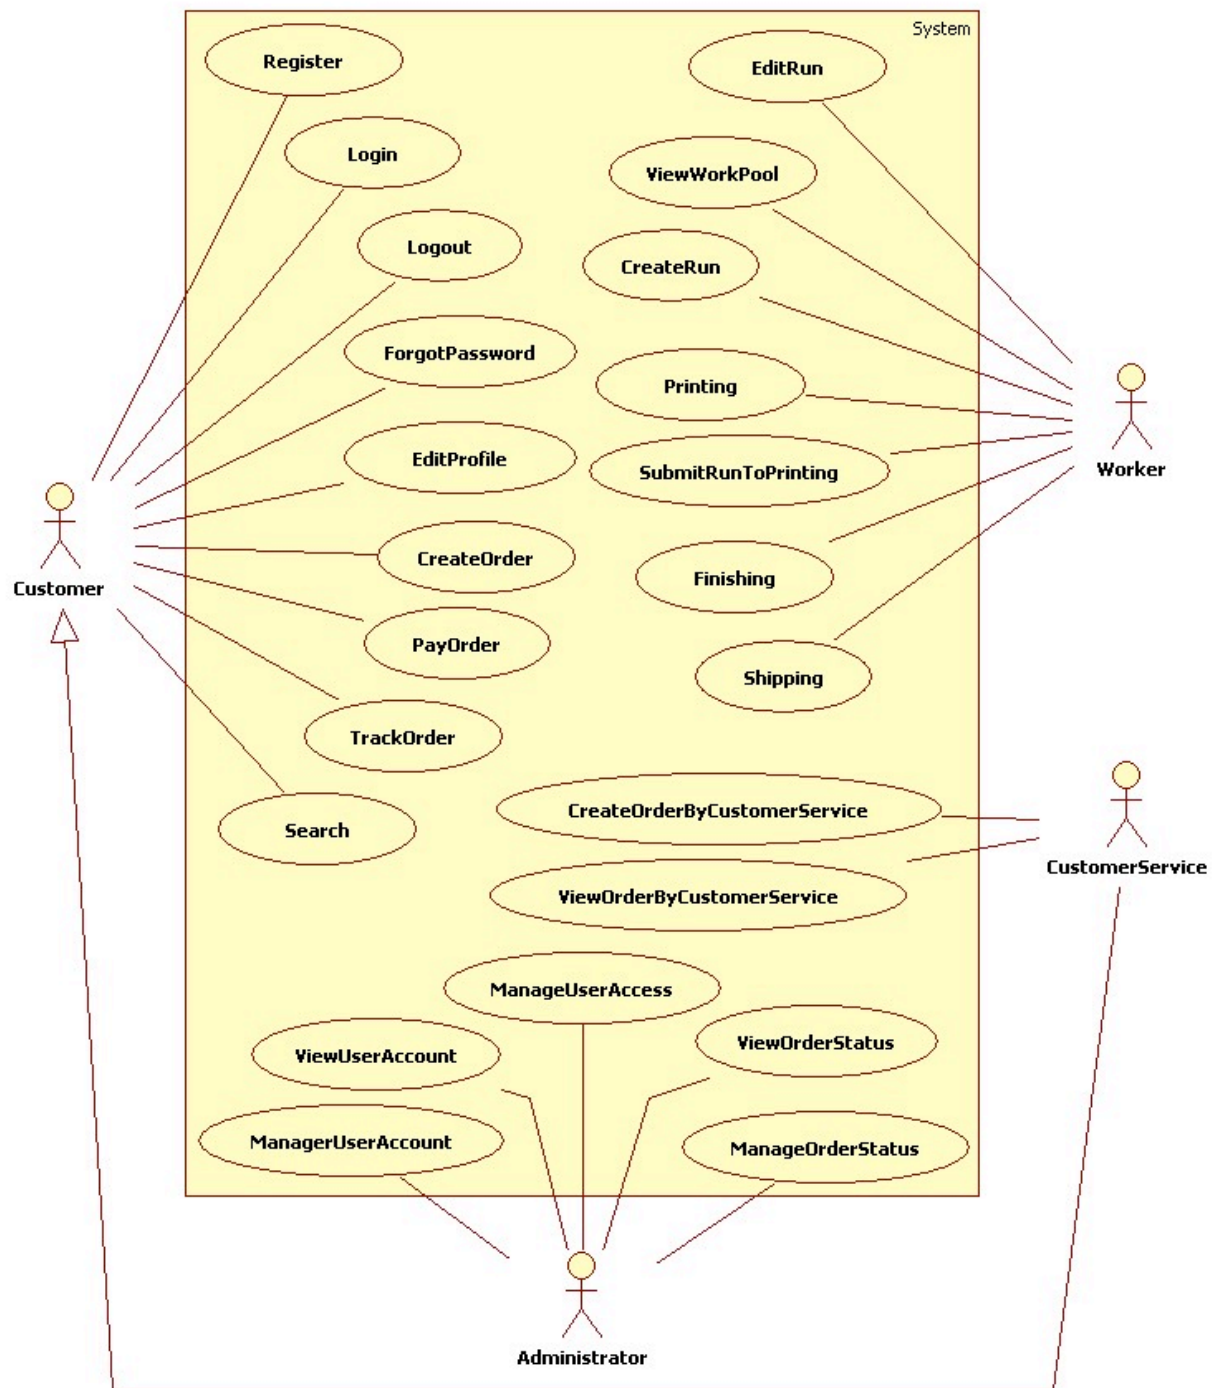 System
Register
EditRun
Login
ViewWorkPool
Logout
CreateRun
ForgotPassword
Printing
EditProfile
SubmitRunToPrinting
Worker
CreateOrder
Finishing
Customer
PayOrder
Shipping
TrackOrder
CreateOrderByCustomerService
Search
CustomerService
ViewOrderByCustomerService
ManageUserAccess
ViewOrderStatus
ViewUserAccount
ManagerUserAccount
ManageOrderStatus
Administrator